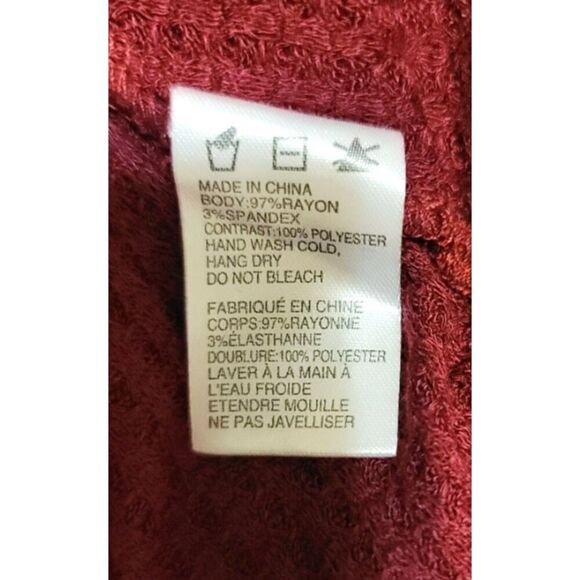 MADE IN CHINA
BODY:97%RAYON
3%SPANDEX
CONTRAST:100% POLYESTER
HAND WASH COLD,
HANG DRY
DO NOT BLEACH
FABRIQUÉ EN CHINE
CORPS:97%RAYONNE
3%ÉLASTHANNE
DOUBLURE:100% POLYESTER
LAVER À LA MAIN À
L'EAU FROIDE
ETENDRE MOUILLE
NE PAS JAVELLISER